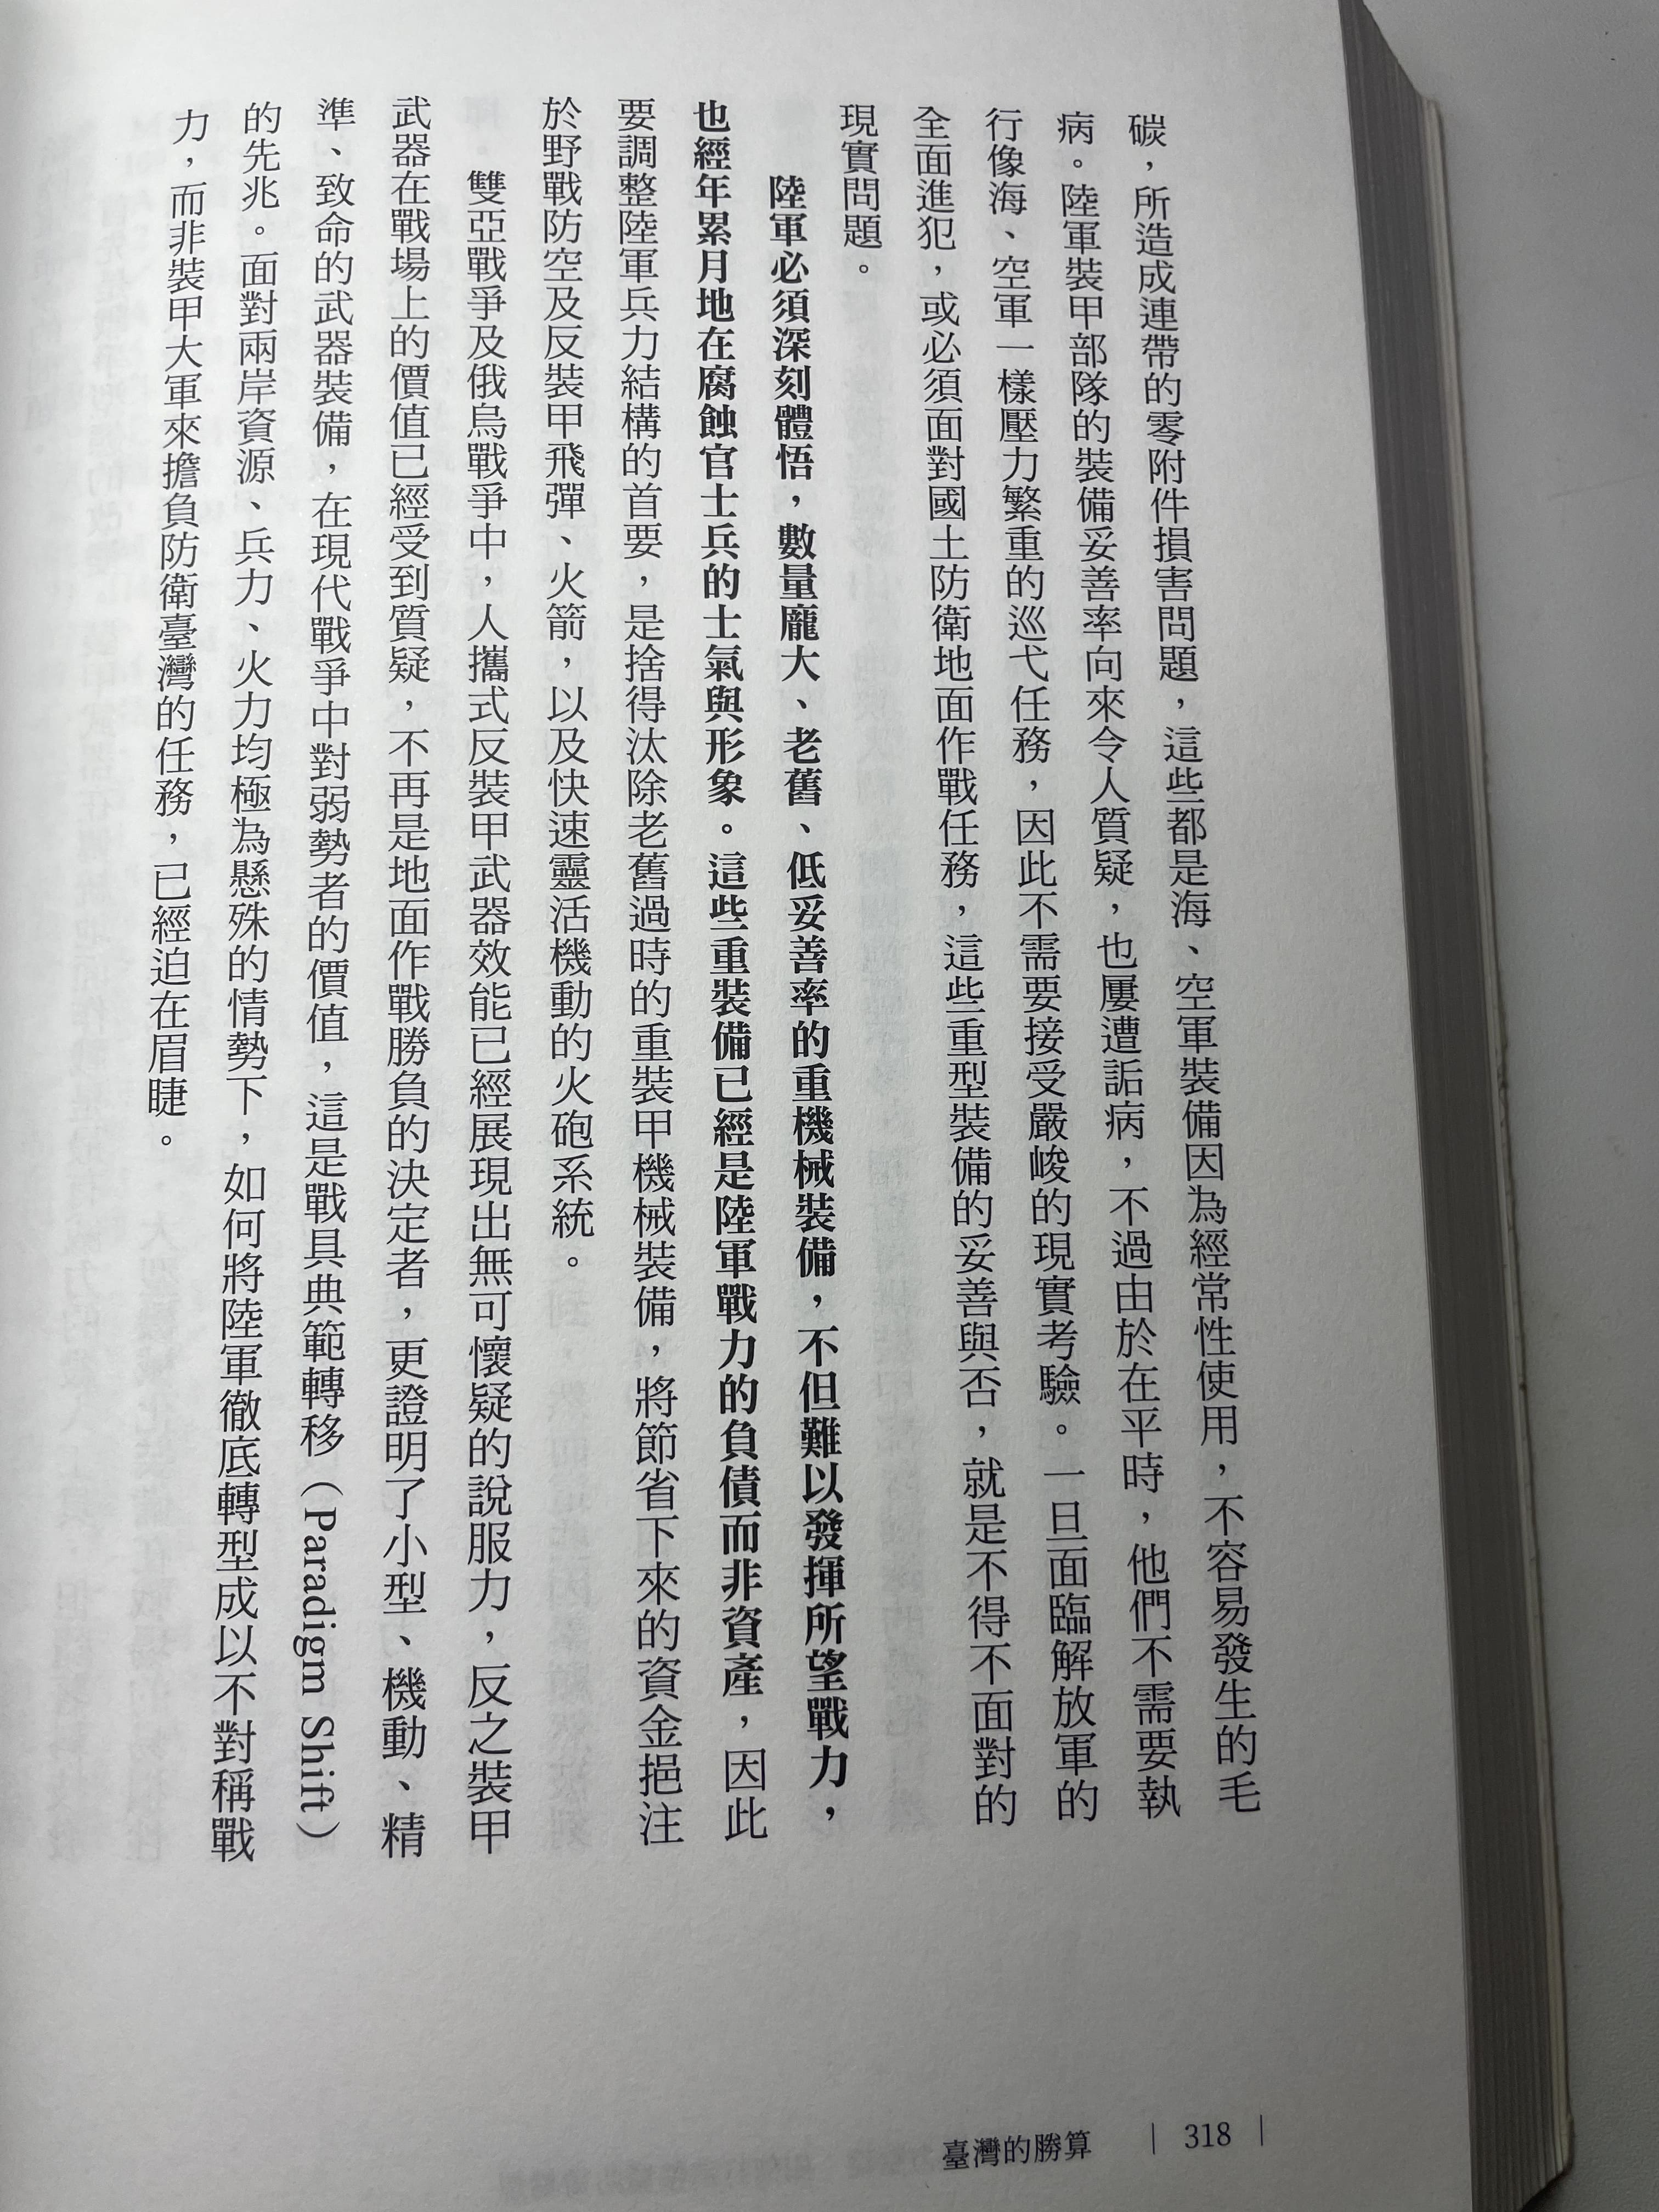 碳，所造成連帶的零附件損害問題，這些都是海、空軍裝備因為經常性使用，不容易發生的毛
病。陸軍裝甲部隊的裝備妥善率向來令人質疑，也屢遭詬病，不過由於在平時，他們不需要執
行像海、空軍一樣壓力繁重的巡弋任務，因此不需要接受嚴峻的現實考驗。一旦面臨解放軍的
全面進犯，或必須面對國土防衛地面作戰任務，這些重型裝備的妥善與否，就是不得不面對的
現實問題。
陸軍必須深刻體悟，數量龐大、老舊、低妥善率的重機械裝備，不但難以發揮所望戰力，
也經年累月地在腐蝕官士兵的士氣與形象。這些重裝備已經是陸軍戰力的負債而非資產，因此
要調整陸軍兵力結構的首要，是捨得汰除老舊過時的重裝甲機械裝備，將節省下來的資金挹注
於野戰防空及反裝甲飛彈、火箭，以及快速靈活機動的火砲系統。
雙亞戰爭及俄烏戰爭中，人攜式反裝甲武器效能已經展現出無可懷疑的說服力，反之裝甲
武器在戰場上的價值已經受到質疑，不再是地面作戰勝負的決定者，更證明了小型、機動、精
準、致命的武器裝備，在現代戰爭中對弱勢者的價值，這是戰具典範轉移（Paradigm Shift）
的先兆。面對兩岸資源、兵力、火力均極為懸殊的情勢下，如何將陸軍徹底轉型成以不對稱戰
力，而非裝甲大軍來擔負防衛臺灣的任務，已經迫在眉睫。
臺灣的勝算 | 318 |